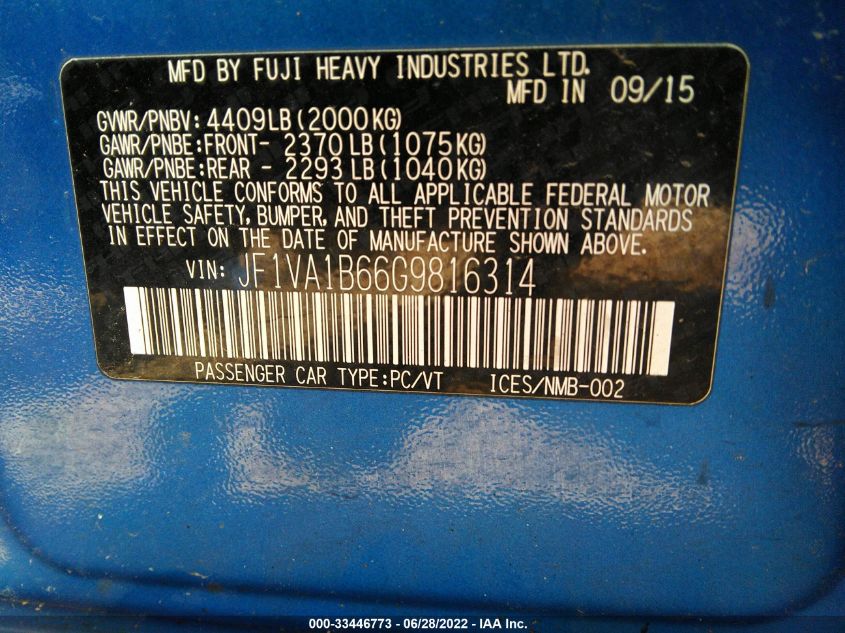 MFD BY FUJI HEAVY INDUSTRIES LTD.
MFD IN 09/15
GVWR/PNBV: 4409LB(2000KG)
GAWR/PNBE:FRONT- 2370LB(1075KG)
GAWR/PNBE:REAR - 2293LB(1040KG)
THIS VEHICLE CONFORMS TO ALL APPLICABLE FEDERAL MOTOR
VEHICLE SAFETY, BUMPER, AND THEFT PREVENTION STANDARDS
IN EFFECT ON THE DATE OF MANUFACTURE SHOWN ABOVE.
VIN: JF1VA1B66G9816314
PASSENGER CAR TYPE:PC/VT ICES/NMB-002
000-33446773 - 06/28/2022 - IAA Inc.